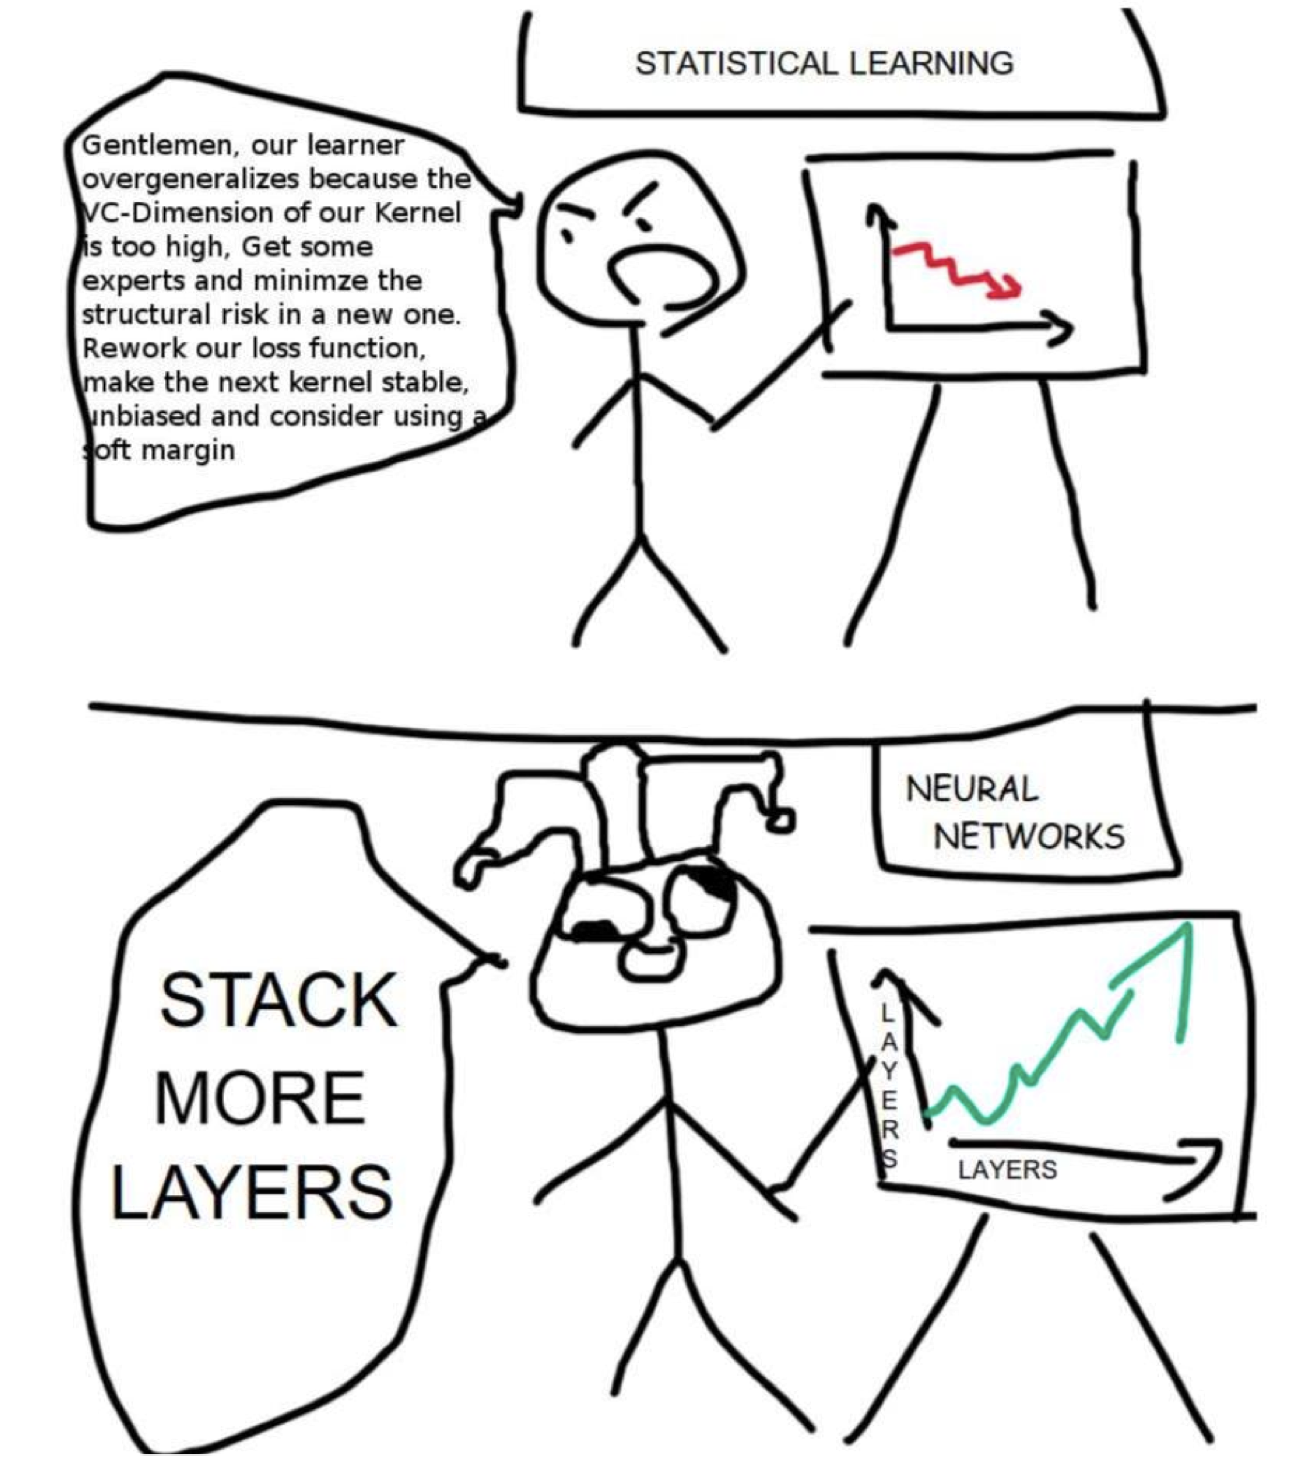 STATISTICAL LEARNING
Gentlemen, our learner
overgeneralizes because the
VC-Dimension of our Kernel
is too high, Get some
experts and minimze the
structural risk in a new one.
Rework our loss function,
make the next kernel stable,
unbiased and consider using a
soft margin
NEURAL
NETWORKS
STACK
MORE
LAYERS
LAYERS
LAYERS